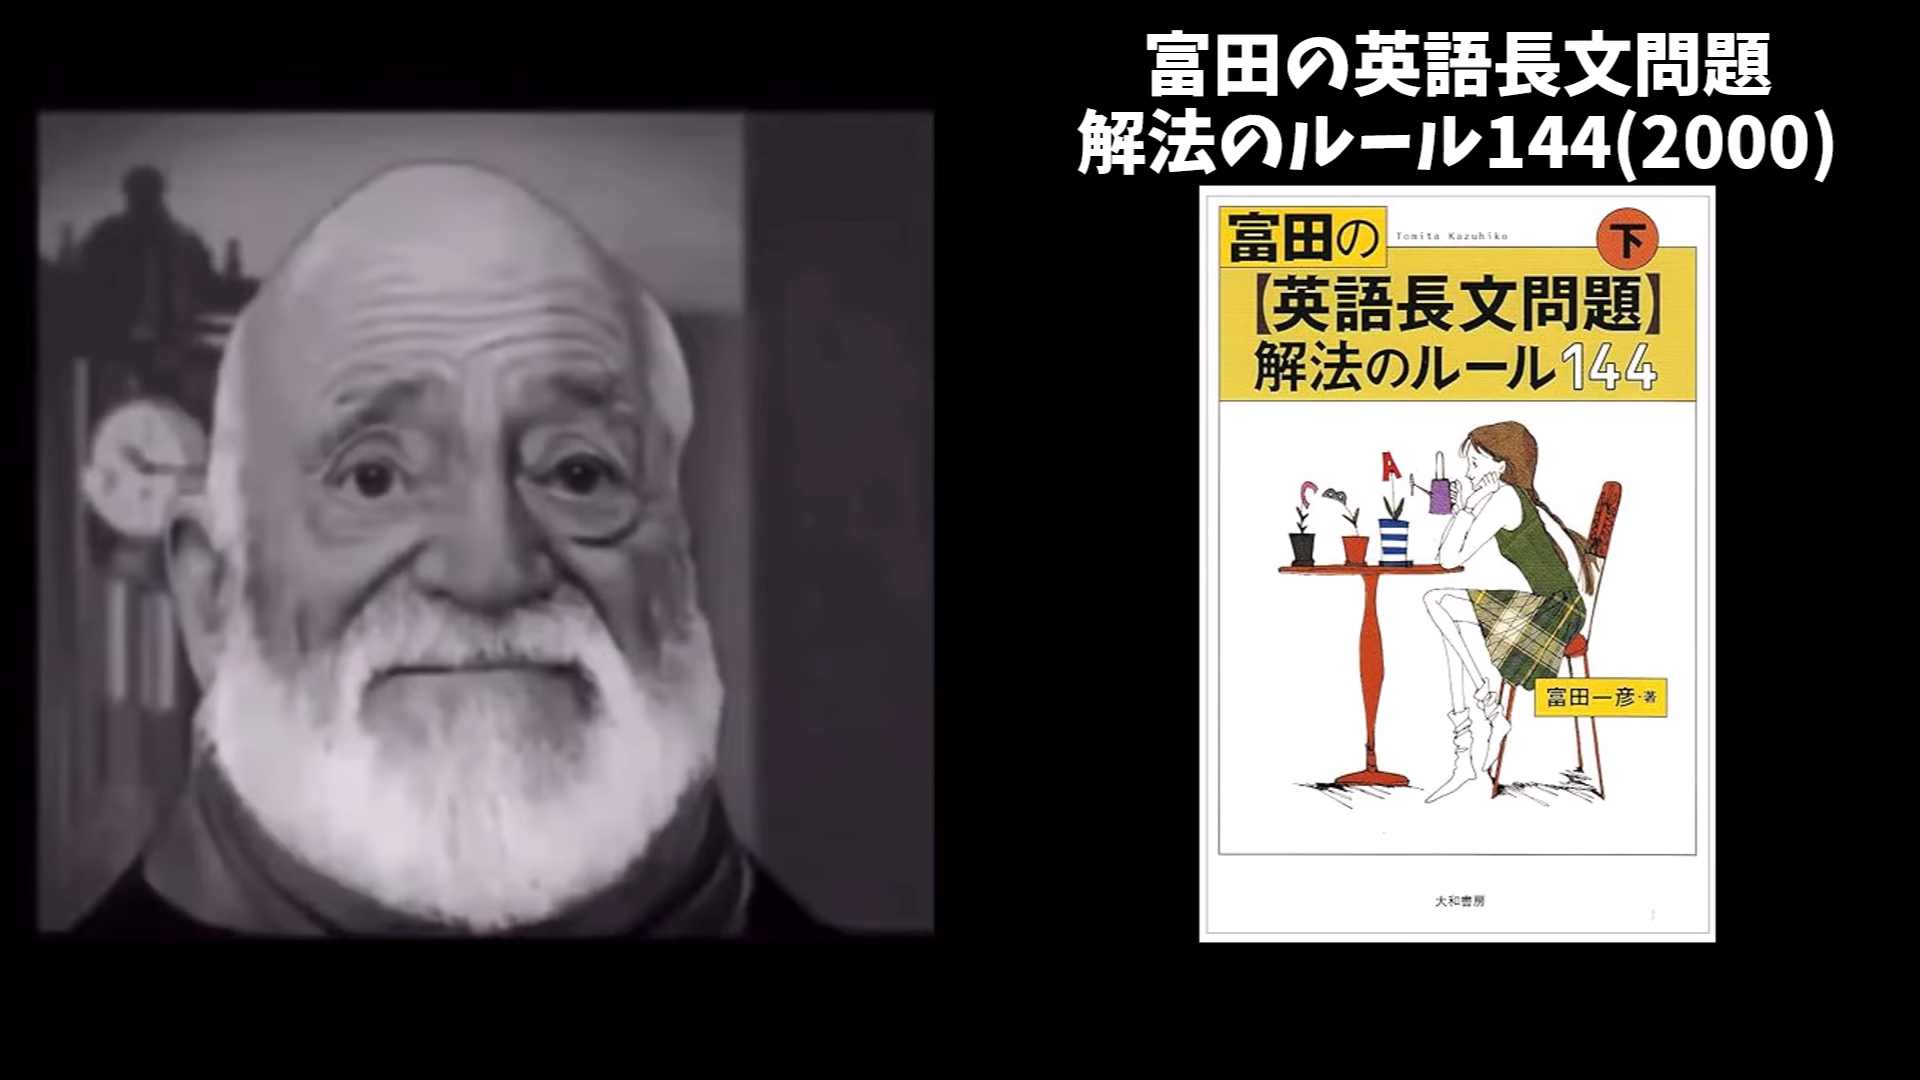 富田の英語長文問題
解法のルール144(2000)
富田の
Tomita Kazuhiko
下
【英語長文問題】
解法のルール144
A
富田一彦・著
大和書房